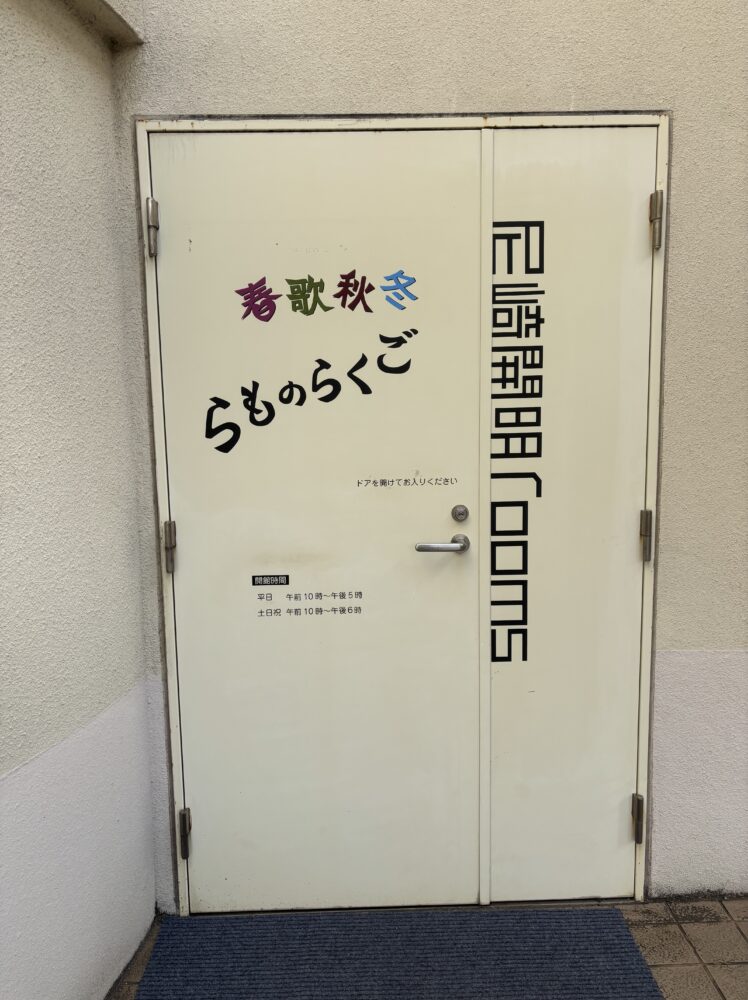 春歌秋冬
らものらくご
ドアを開けてお入りください
開館時間
平日 午前10時～午後5時
土日祝 午前10時～午後6時
尼崎開明rooms